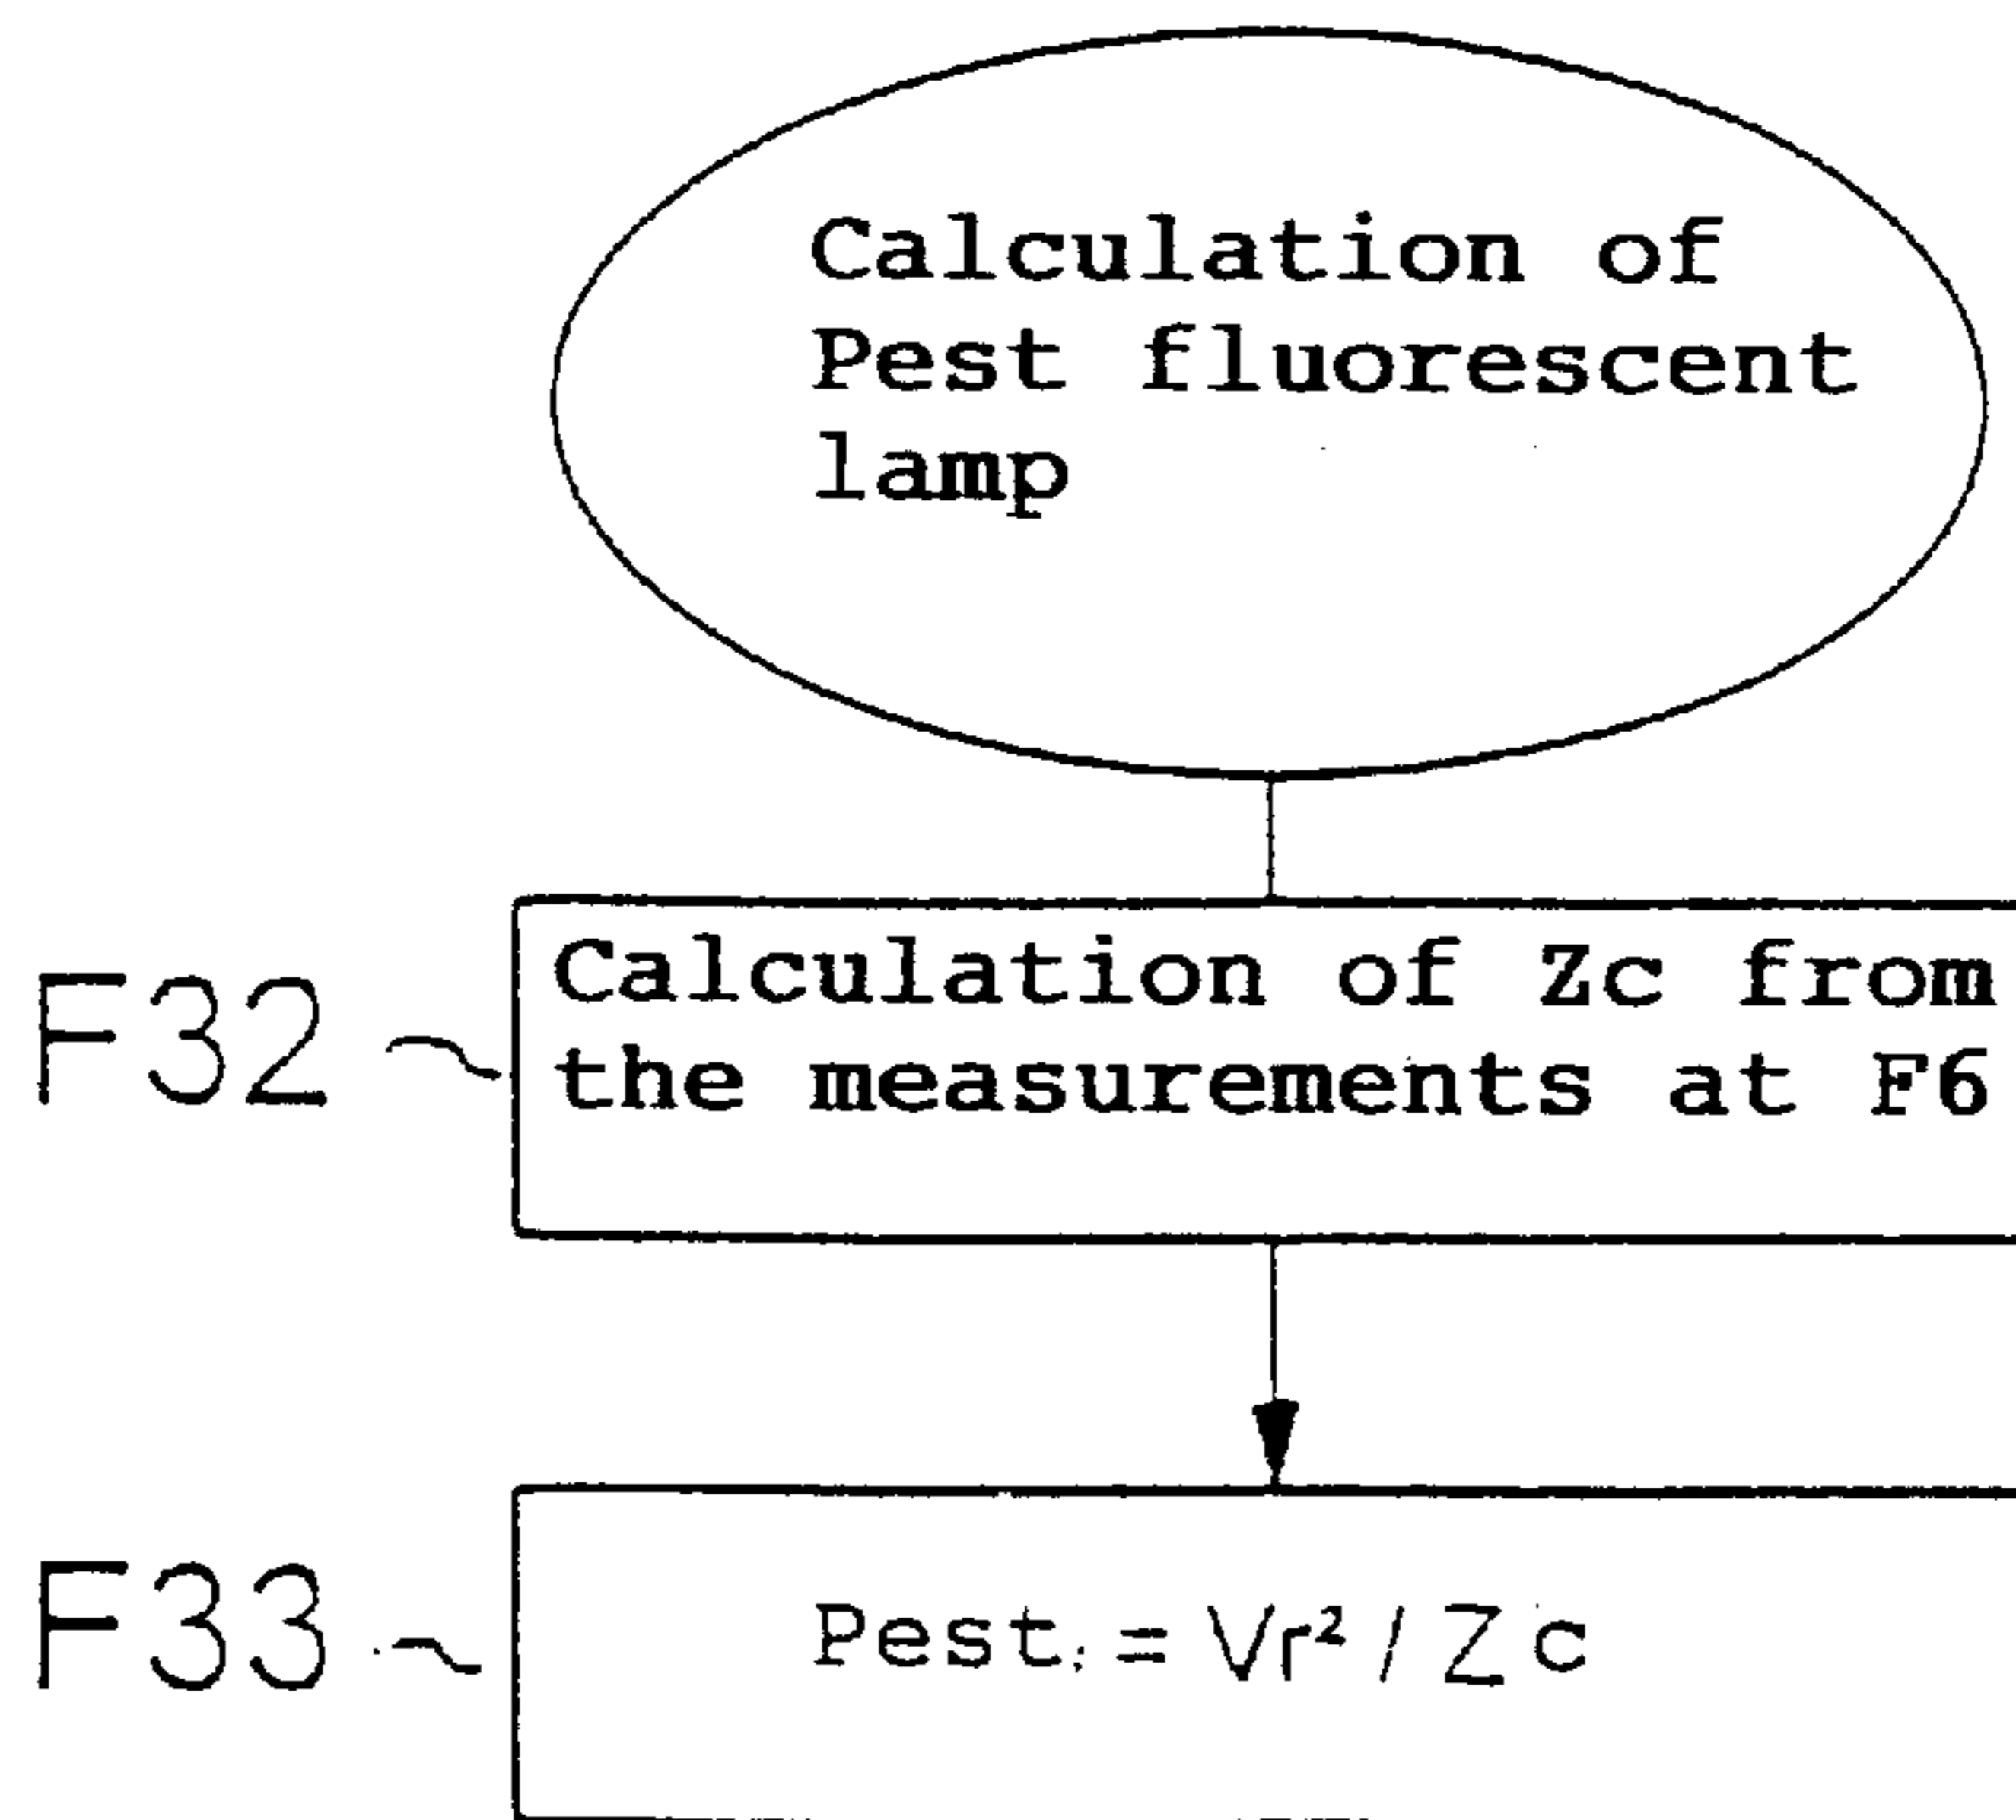 Calculation of
Pest fluorescent
lamp
F32
Calculation of Zc from
the measurements at F6
F33
Pest = Vr² / Zc